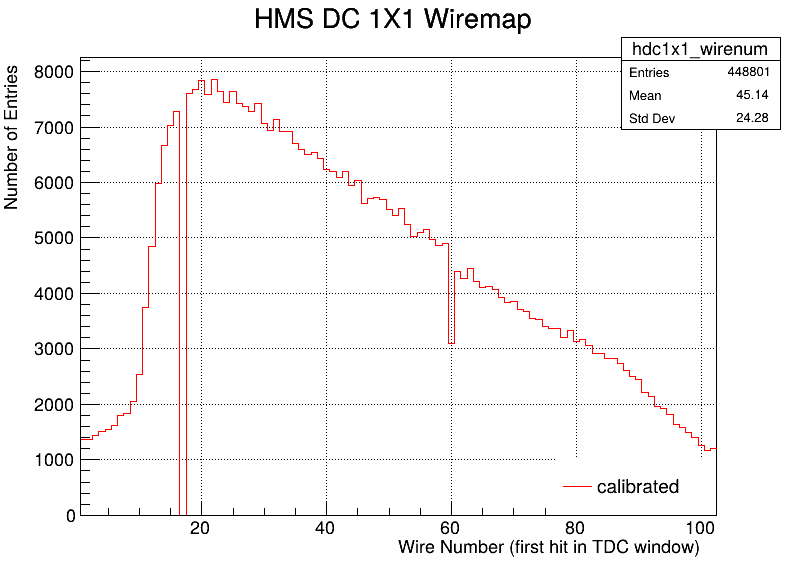 HMS DC 1X1 Wiremap
hdc1x1_wirenum
Entries 448801
Mean 45.14
Std Dev 24.28
Number of Entries
8000
7000
6000
5000
4000
3000
2000
1000
0
calibrated
20 40 60 80 100
Wire Number (first hit in TDC window)